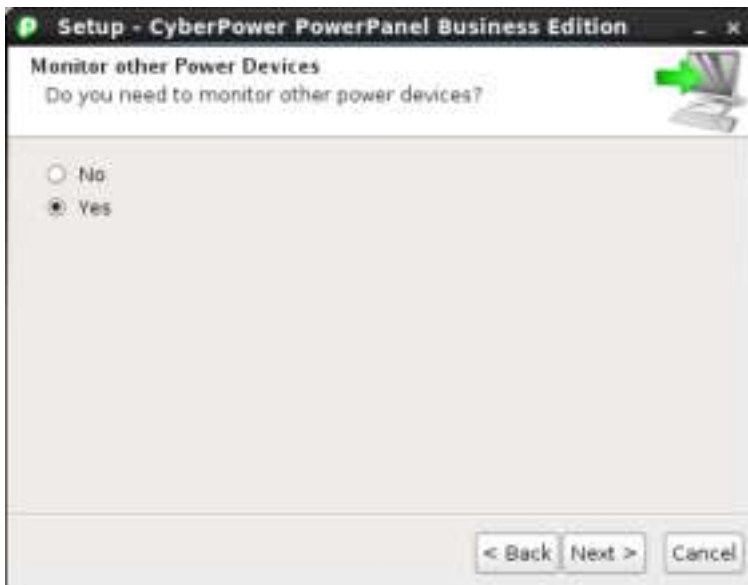 Setup - CyberPower PowerPanel Business Edition
Monitor other Power Devices
Do you need to monitor other power devices?
No
Yes
< Back
Next >
Cancel